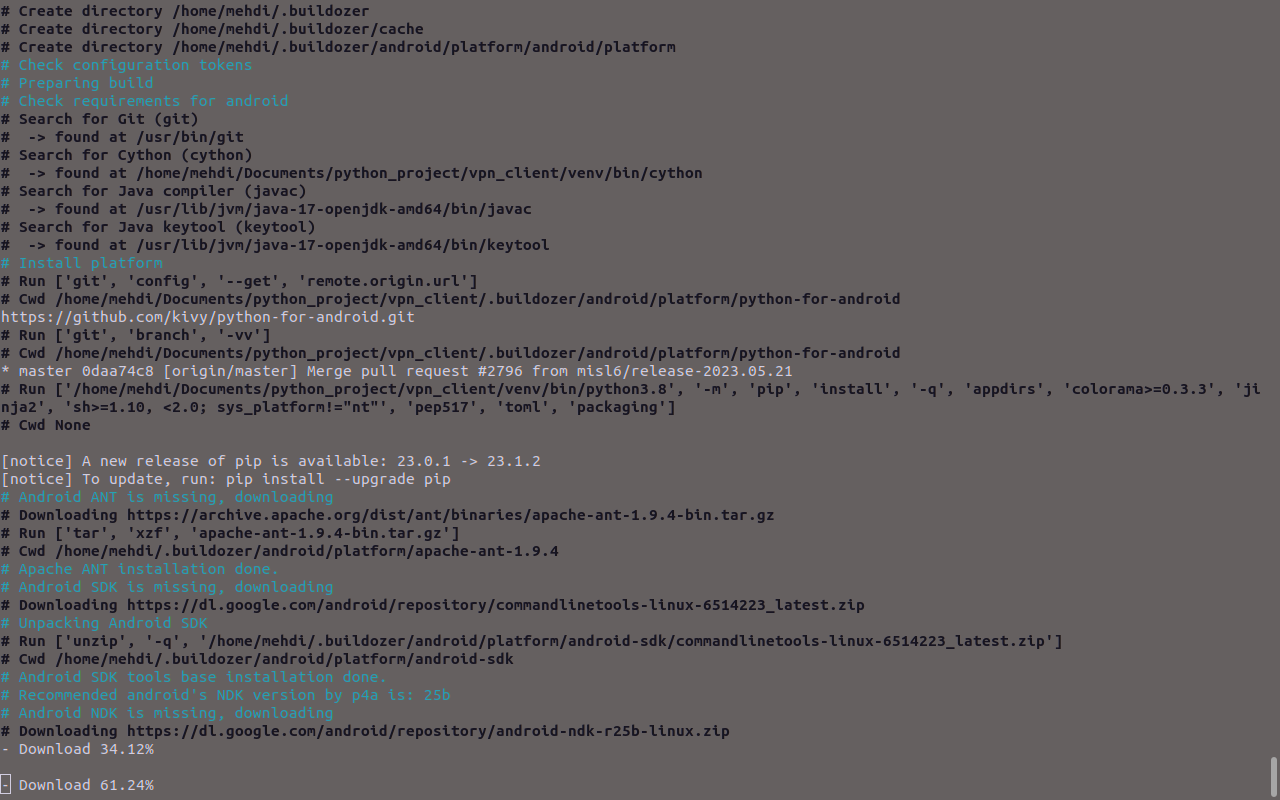 # Create directory /home/mehdi/.buildozer
# Create directory /home/mehdi/.buildozer/cache
# Create directory /home/mehdi/.buildozer/android/platform/android/platform
# Check configuration tokens
# Preparing build
# Check requirements for android
# Search for Git (git)
#  -> found at /usr/bin/git
# Search for Cython (cython)
#  -> found at /home/mehdi/Documents/python_project/vpn_client/venv/bin/cython
# Search for Java compiler (javac)
#  -> found at /usr/lib/jvm/java-17-openjdk-amd64/bin/javac
# Search for Java keytool (keytool)
#  -> found at /usr/lib/jvm/java-17-openjdk-amd64/bin/keytool
# Install platform
# Run ['git', 'config', '--get', 'remote.origin.url']
# Cwd /home/mehdi/Documents/python_project/vpn_client/.buildozer/android/platform/python-for-android
https://github.com/kivy/python-for-android.git
# Run ['git', 'branch', '-vv']
# Cwd /home/mehdi/Documents/python_project/vpn_client/.buildozer/android/platform/python-for-android
* master 0daa74c8 [origin/master] Merge pull request #2796 from misl6/release-2023.05.21
# Run ['/home/mehdi/Documents/python_project/vpn_client/venv/bin/python3.8', '-m', 'pip', 'install', '-q', 'appdirs', 'colorama>=0.3.3', 'ji
nja2', 'sh>=1.10, <2.0; sys_platform!="nt"', 'pep517', 'toml', 'packaging']
# Cwd None
[notice] A new release of pip is available: 23.0.1 -> 23.1.2
[notice] To update, run: pip install --upgrade pip
# Android ANT is missing, downloading
# Downloading https://archive.apache.org/dist/ant/binaries/apache-ant-1.9.4-bin.tar.gz
# Run ['tar', 'xzf', 'apache-ant-1.9.4-bin.tar.gz']
# Cwd /home/mehdi/.buildozer/android/platform/apache-ant-1.9.4
# Apache ANT installation done.
# Android SDK is missing, downloading
# Downloading https://dl.google.com/android/repository/commandlinetools-linux-6514223_latest.zip
# Unpacking Android SDK
# Run ['unzip', '-q', '/home/mehdi/.buildozer/android/platform/android-sdk/commandlinetools-linux-6514223_latest.zip']
# Cwd /home/mehdi/.buildozer/android/platform/android-sdk
# Android SDK tools base installation done.
# Recommended android's NDK version by p4a is: 25b
# Android NDK is missing, downloading
# Downloading https://dl.google.com/android/repository/android-ndk-r25b-linux.zip
- Download 34.12%
- Download 61.24%